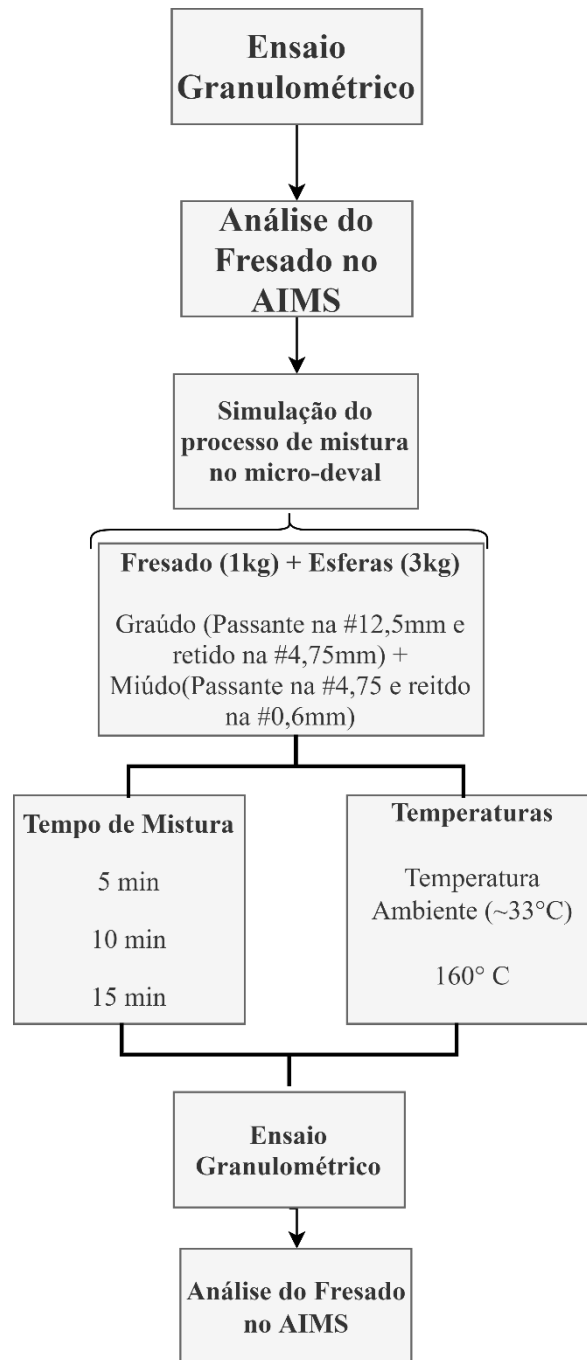 Ensaio
Granulométrico
Análise do
Fresado no
AIMS
Simulação do
processo de mistura
no micro-deval
Fresado (1kg) + Esferas (3kg)
Graúdo (Passante na #12,5mm e
retido na #4,75mm) +
Miúdo(Passante na #4,75 e reitdo
na #0,6mm)
Tempo de Mistura
5 min
10 min
15 min
Temperaturas
Temperatura
Ambiente (~33°C)
160° C
Ensaio
Granulométrico
Análise do Fresado
no AIMS